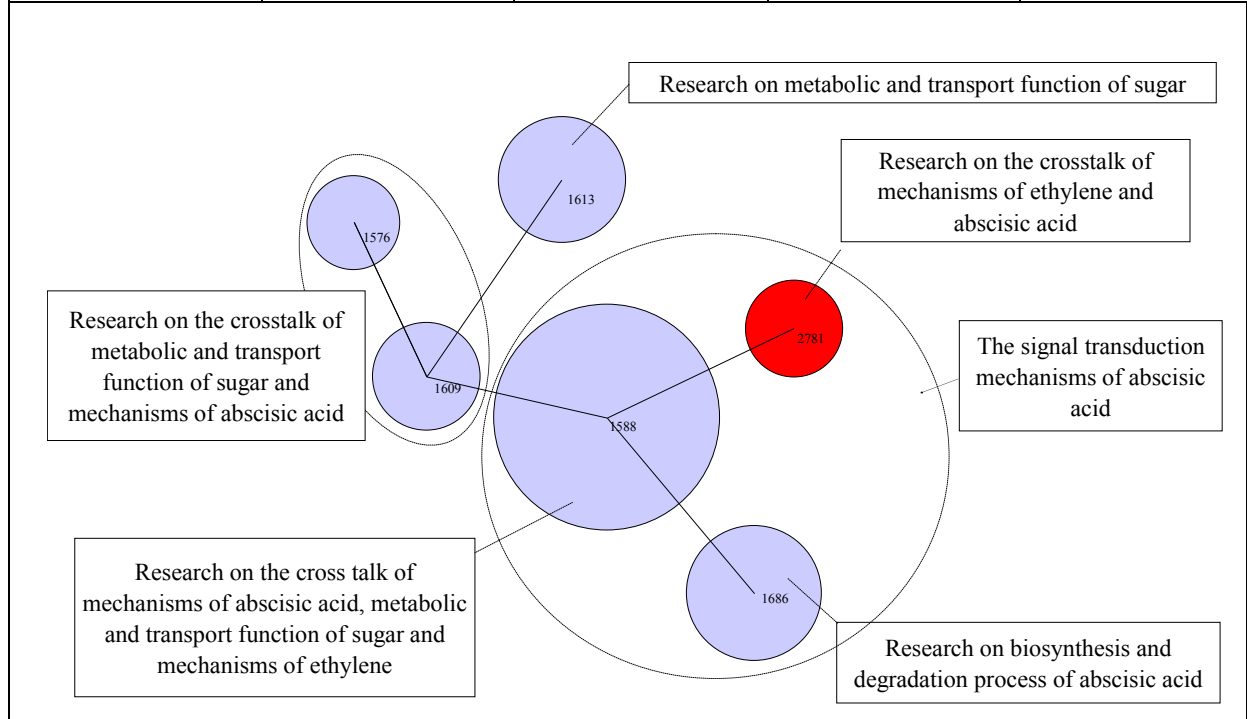 Research on metabolic and transport function of sugar
Research on the crosstalk of
mechanisms of ethylene and
abscisic acid
1613
1576
2781
Research on the crosstalk of
metabolic and transport
function of sugar and
mechanisms of abscisic acid
The signal transduction
mechanisms of abscisic
acid
1609
1588
Research on the cross talk of
mechanisms of abscisic acid, metabolic
and transport function of sugar and
mechanisms of ethylene
1686
Research on biosynthesis and
degradation process of abscisic acid